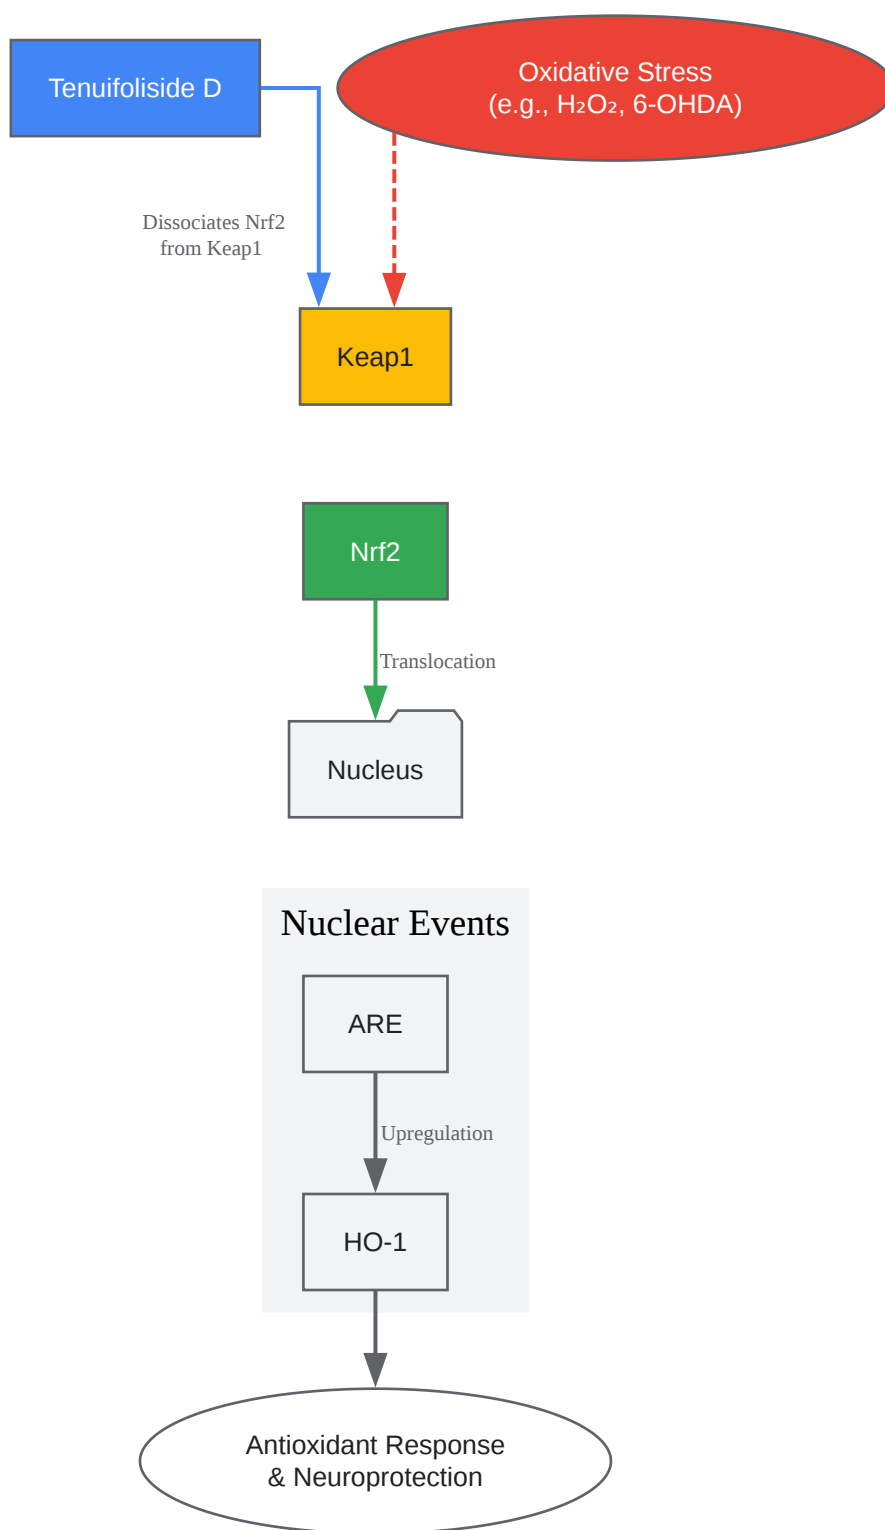 Tenuifoliside D
Oxidative Stress
(e.g., H₂O₂, 6-OHDA)
Dissociates Nrf2
from Keap1
Keap1
Nrf2
Translocation
Nucleus
Nuclear Events
ARE
Upregulation
HO-1
Antioxidant Response
& Neuroprotection